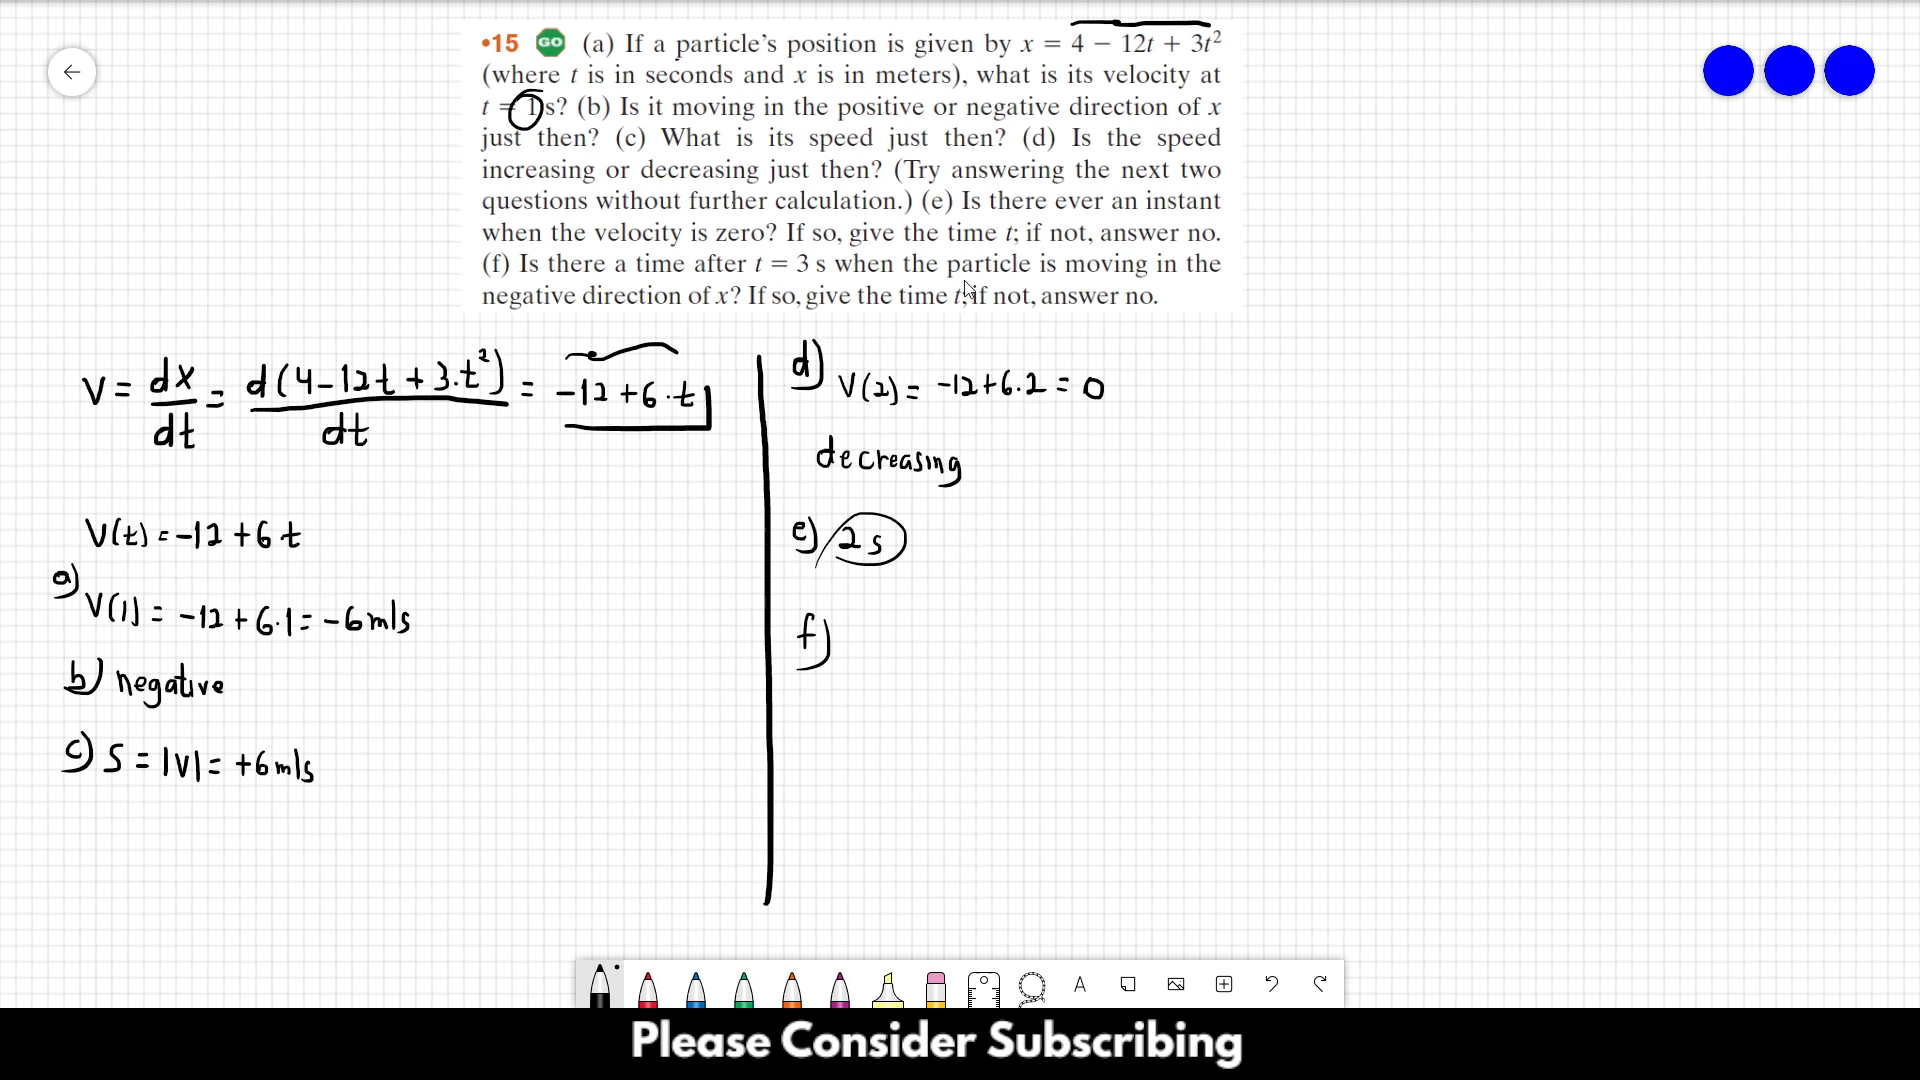 •15 GO (a) If a particle's position is given by x = 4 − 12t + 3t²
(where t is in seconds and x is in meters), what is its velocity at
t = 1 s? (b) Is it moving in the positive or negative direction of x
just then? (c) What is its speed just then? (d) Is the speed
increasing or decreasing just then? (Try answering the next two
questions without further calculation.) (e) Is there ever an instant
when the velocity is zero? If so, give the time t; if not, answer no.
(f) Is there a time after t = 3 s when the particle is moving in the
negative direction of x? If so, give the time t; if not, answer no.
V = dx/dt = d(4-12t+3.t²)/dt = -12+6.t
V(t) = -12+6t
a)
V(1) = -12+6.1 = -6m/s
b) negative
c) S = |V| = +6m/s
d)
V(2) = -12+6.2 = 0
decreasing
e) 2 s
f)
A
Please Consider Subscribing